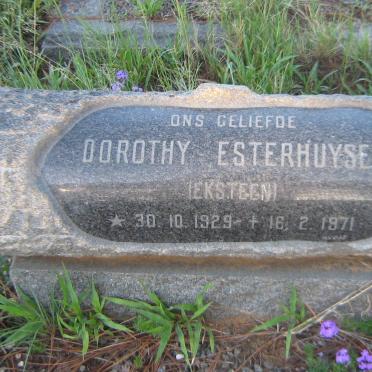 ONS GELIEFDE
DOROTHY ESTERHUYSE
(EKSTEEN)
★ 30.10.1929 - † 16.2.1971